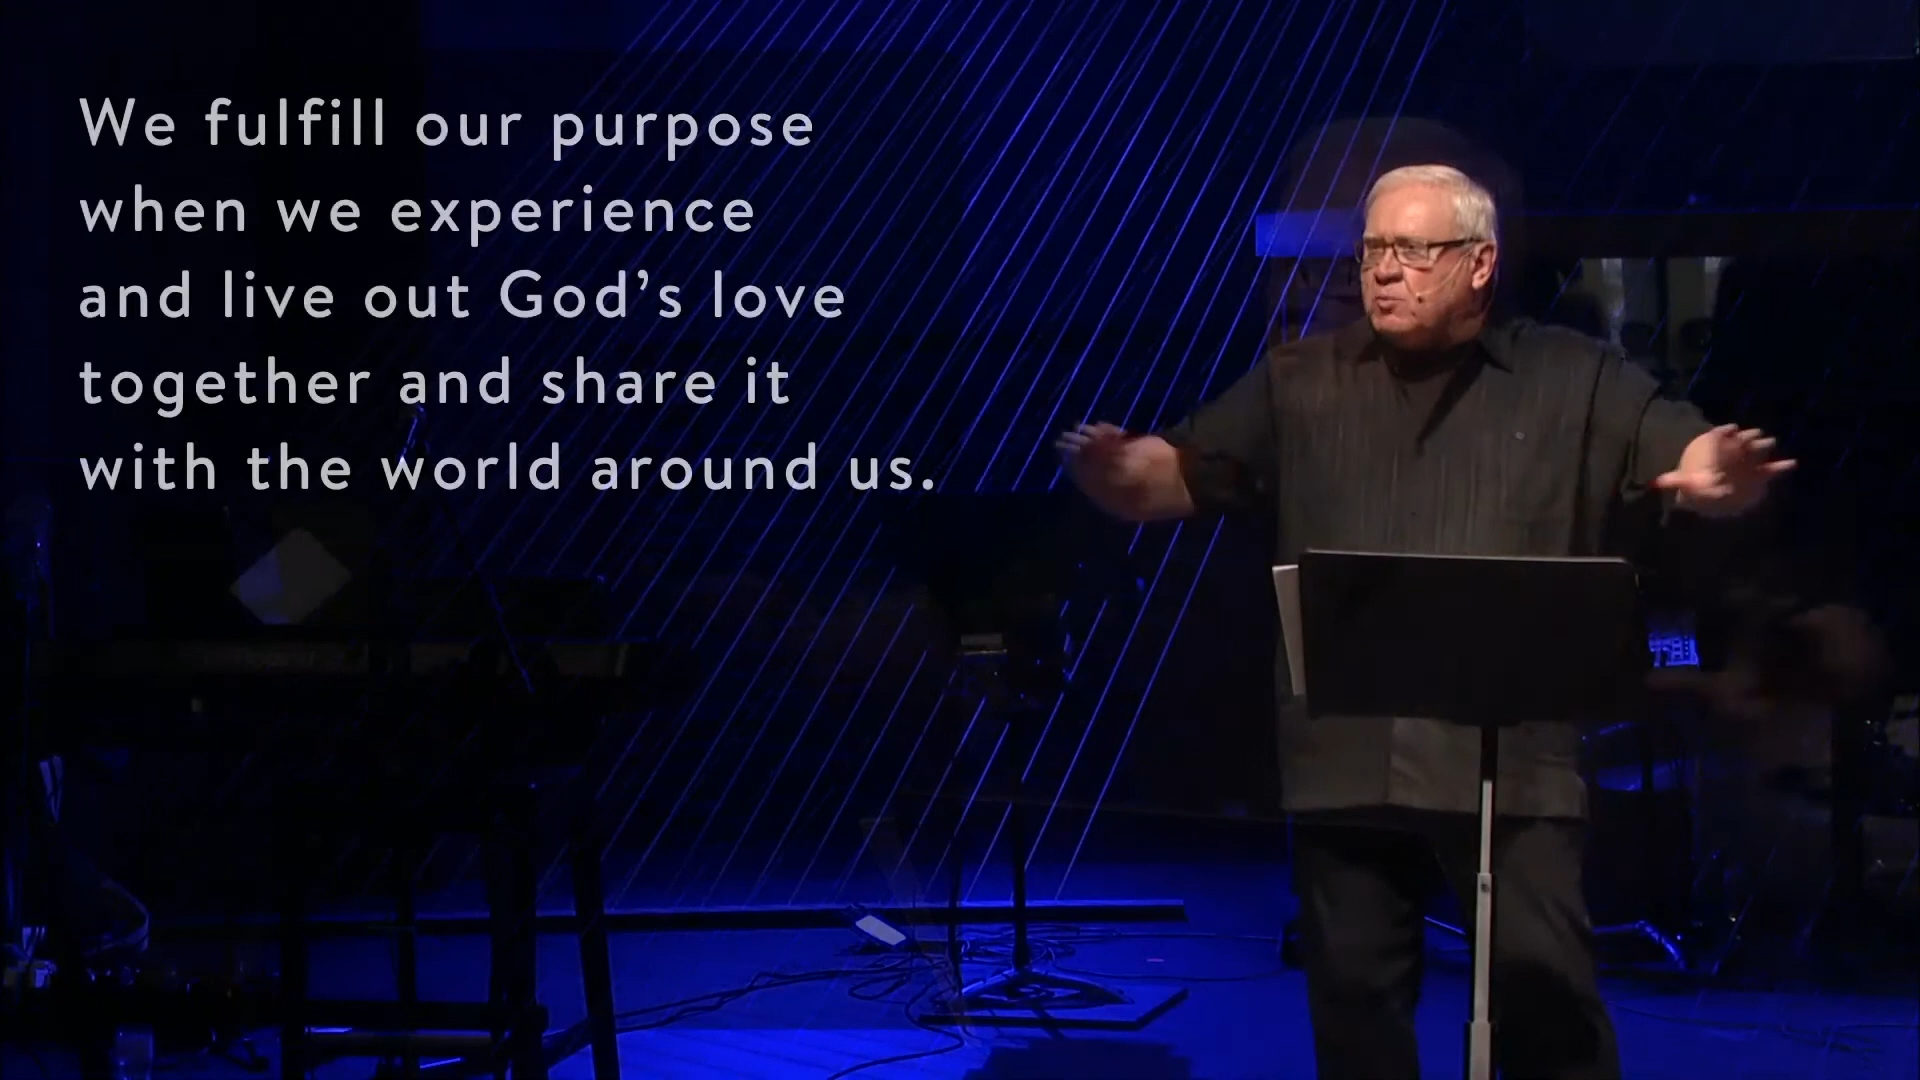 We fulfill our purpose
when we experience
and live out God’s love
together and share it
with the world around us.